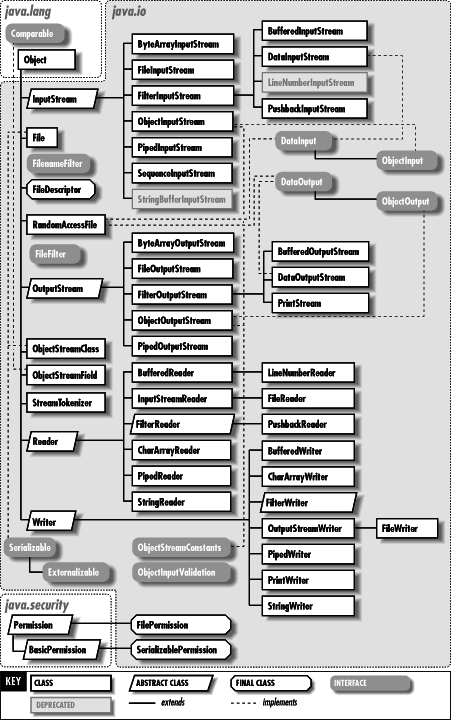 java.lang
java.io
Comparable
Object
InputStream
ByteArrayInputStream
FileInputStream
FilterInputStream
ObjectInputStream
PipedInputStream
SequenceInputStream
StringBufferInputStream
BufferedInputStream
DataInputStream
LineNumberInputStream
PushbackInputStream
File
FilenameFilter
FileDescriptor
RandomAccessFile
FileFilter
DataInput
ObjectInput
DataOutput
ObjectOutput
OutputStream
ByteArrayOutputStream
FileOutputStream
FilterOutputStream
ObjectOutputStream
PipedOutputStream
BufferedOutputStream
DataOutputStream
PrintStream
ObjectStreamClass
ObjectStreamField
StreamTokenizer
Reader
BufferedReader
InputStreamReader
FilterReader
CharArrayReader
PipedReader
StringReader
LineNumberReader
FileReader
PushbackReader
Writer
BufferedWriter
CharArrayWriter
FilterWriter
OutputStreamWriter
FileWriter
PipedWriter
PrintWriter
StringWriter
Serializable
Externalizable
ObjectStreamConstants
ObjectInputValidation
java.security
Permission
FilePermission
BasicPermission
SerializablePermission
KEY
CLASS
ABSTRACT CLASS
FINAL CLASS
INTERFACE
DEPRECATED
extends
implements